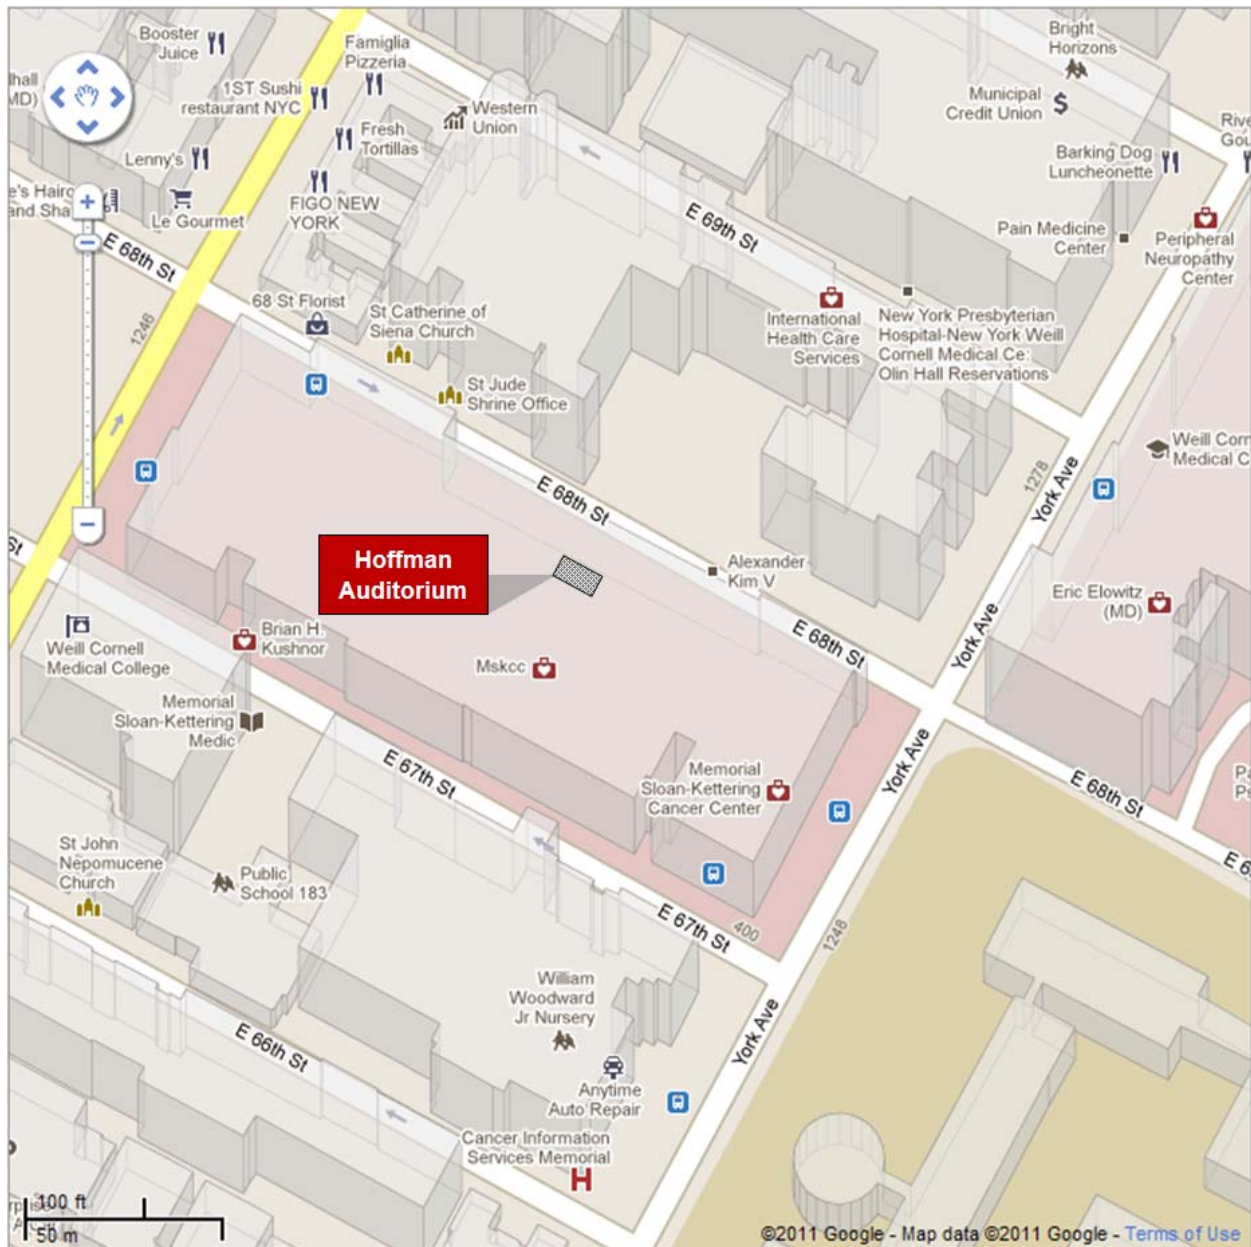 Booster
Juice
Famiglia
Pizzeria
Bright
Horizons
lhall
MD)
1ST Sushi
restaurant NYC
Western
Union
Municipal
Credit Union
$
Fresh
Tortillas
Barking Dog
Luncheonette
Lenny's
FIGO NEW
YORK
Le Gourmet
E 69th St
Pain Medicine
Center
Peripheral
Neuropathy
Center
E 68th St
68 St Florist
St Catherine of
Siena Church
International
Health Care
Services
New York Presbyterian
Hospital-New York Weill
Cornell Medical Ce:
Olin Hall Reservations
1246
St Jude
Shrine Office
Weill Corn
Medical C
1278
York Ave
E 68th St
Hoffman
Auditorium
Alexander
Kim V
Eric Elowitz
(MD)
St
Weill Cornell
Medical College
Brian H.
Kushnor
E 68th St
York Ave
Mskcc
Memorial
Sloan-Kettering
Medic
E 67th St
Memorial
Sloan-Kettering
Cancer Center
York Ave
E 68th St
St John
Nepomucene
Church
Public
School 183
E 67th St
400
1248
William
Woodward
Jr Nursery
York Ave
E 66th St
Anytime
Auto Repair
Cancer Information
Services Memorial
H
100 ft
50 m
©2011 Google - Map data ©2011 Google - Terms of Use